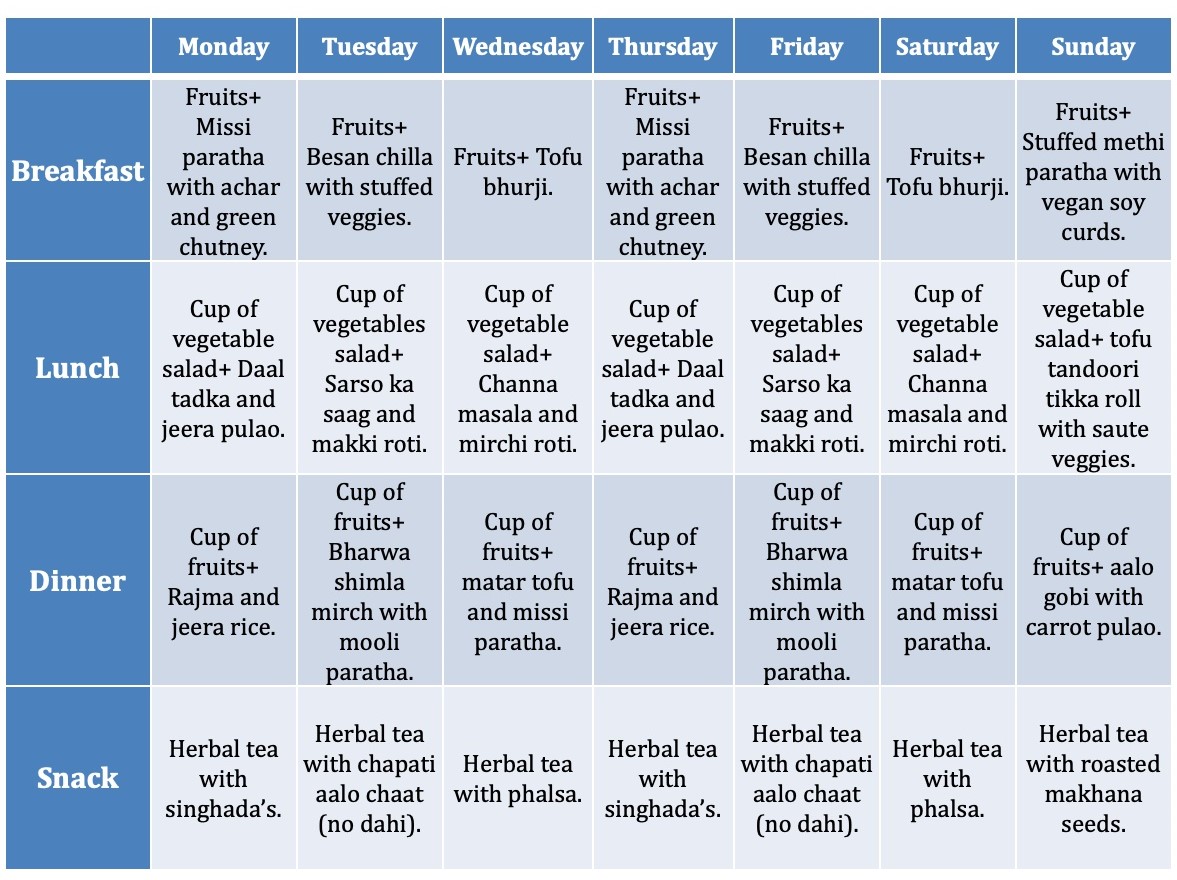 Monday Tuesday Wednesday Thursday Friday Saturday Sunday
Breakfast
Fruits+
Missi
paratha
with achar
and green
chutney.
Fruits+
Besan chilla
with stuffed
veggies.
Fruits+ Tofu
bhurji.
Fruits+
Missi
paratha
with achar
and green
chutney.
Fruits+
Besan chilla
with stuffed
veggies.
Fruits+
Tofu bhurji.
Fruits+
Stuffed methi
paratha with
vegan soy
curds.
Lunch
Cup of
vegetable
salad+ Daal
tadka and
jeera pulao.
Cup of
vegetables
salad+
Sarso ka
saag and
makki roti.
Cup of
vegetable
salad+
Channa
masala and
mirchi roti.
Cup of
vegetable
salad+ Daal
tadka and
jeera pulao.
Cup of
vegetables
salad+
Sarso ka
saag and
makki roti.
Cup of
vegetable
salad+
Channa
masala and
mirchi roti.
Cup of
vegetable
salad+ tofu
tandoori
tikka roll
with saute
veggies.
Dinner
Cup of
fruits+
Rajma and
jeera rice.
Cup of
fruits+
Bharwa
shimla
mirch with
mooli
paratha.
Cup of
fruits+
matar tofu
and missi
paratha.
Cup of
fruits+
Rajma and
jeera rice.
Cup of
fruits+
Bharwa
shimla
mirch with
mooli
paratha.
Cup of
fruits+
matar tofu
and missi
paratha.
Cup of
fruits+ aalo
gobi with
carrot pulao.
Snack
Herbal tea
with
singhada’s.
Herbal tea
with chapati
aalo chaat
(no dahi).
Herbal tea
with phalsa.
Herbal tea
with
singhada’s.
Herbal tea
with chapati
aalo chaat
(no dahi).
Herbal tea
with
phalsa.
Herbal tea
with roasted
makhana
seeds.